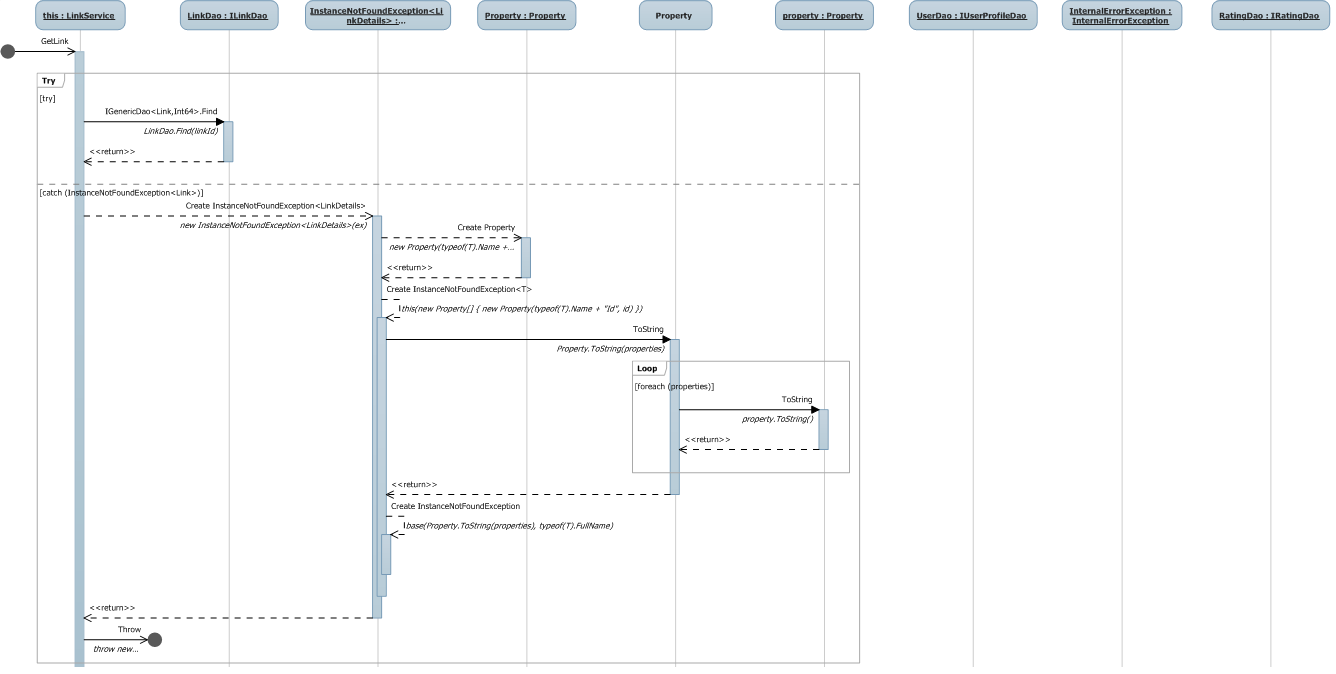 this : LinkService
LinkDao : ILinkDao
InstanceNotFoundException<Li
nkDetails> :...
Property : Property
Property
property : Property
UserDao : IUserProfileDao
InternalErrorException :
InternalErrorException
RatingDao : IRatingDao
GetLink
Try
[try]
IGenericDao<Link,Int64>.Find
LinkDao.Find(linkId)
<<return>>
[catch (InstanceNotFoundException<Link>)]
Create InstanceNotFoundException<LinkDetails>
new InstanceNotFoundException<LinkDetails>(ex)
Create Property
new Property(typeof(T).Name +...
<<return>>
Create InstanceNotFoundException<T>
this(new Property[] { new Property(typeof(T).Name + "Id", id) })
ToString
Property.ToString(properties)
Loop
[foreach (properties)]
ToString
property.ToString()
<<return>>
<<return>>
Create InstanceNotFoundException
base(Property.ToString(properties), typeof(T).FullName)
<<return>>
Throw
throw new...